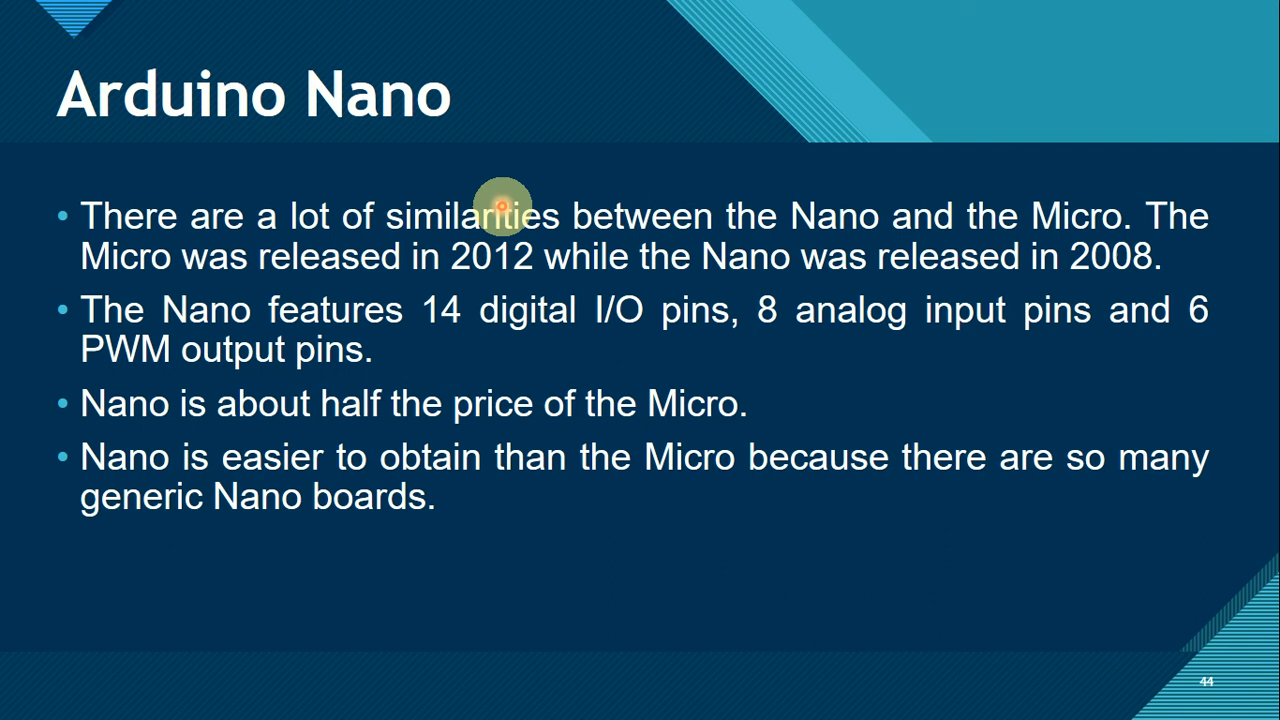 Arduino Nano
• There are a lot of similarities between the Nano and the Micro. The
Micro was released in 2012 while the Nano was released in 2008.
• The Nano features 14 digital I/O pins, 8 analog input pins and 6
PWM output pins.
• Nano is about half the price of the Micro.
• Nano is easier to obtain than the Micro because there are so many
generic Nano boards.
44